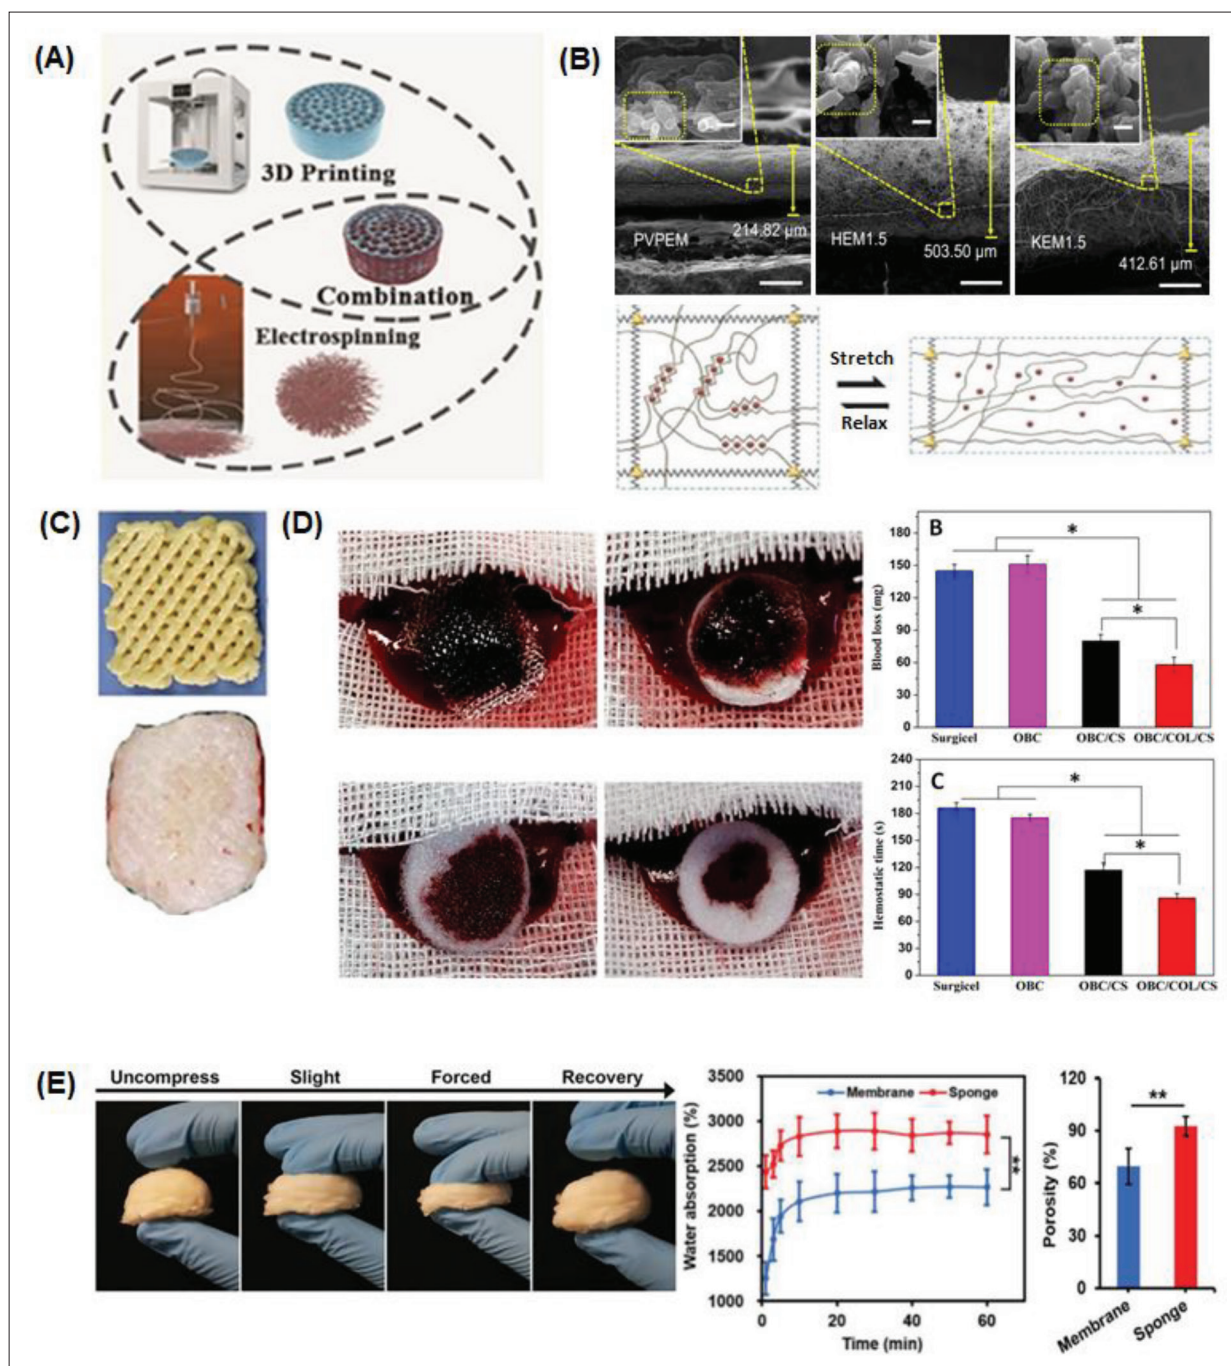 (A)
3D Printing
Combination
Electrospinning
(B)
PVPEM
214.82 μm
HEM1.5
503.50 μm
KEM1.5
412.61 μm
Stretch
Relax
(C)
(D)
B
Blood loss (mg)
180
150
120
90
60
30
0
*
*
Surgicel OBC OBC/CS OBC/COL/CS
C
Hemostatic time (s)
240
210
180
150
120
90
60
30
0
*
*
Surgicel OBC OBC/CS OBC/COL/CS
(E)
Uncompress Slight Forced Recovery
Water absorption (%)
3500
3000
2500
2000
1500
1000
Membrane Sponge
**
0 20 40 60
Time (min)
Porosity (%)
120
90
60
30
0
**
Membrane Sponge